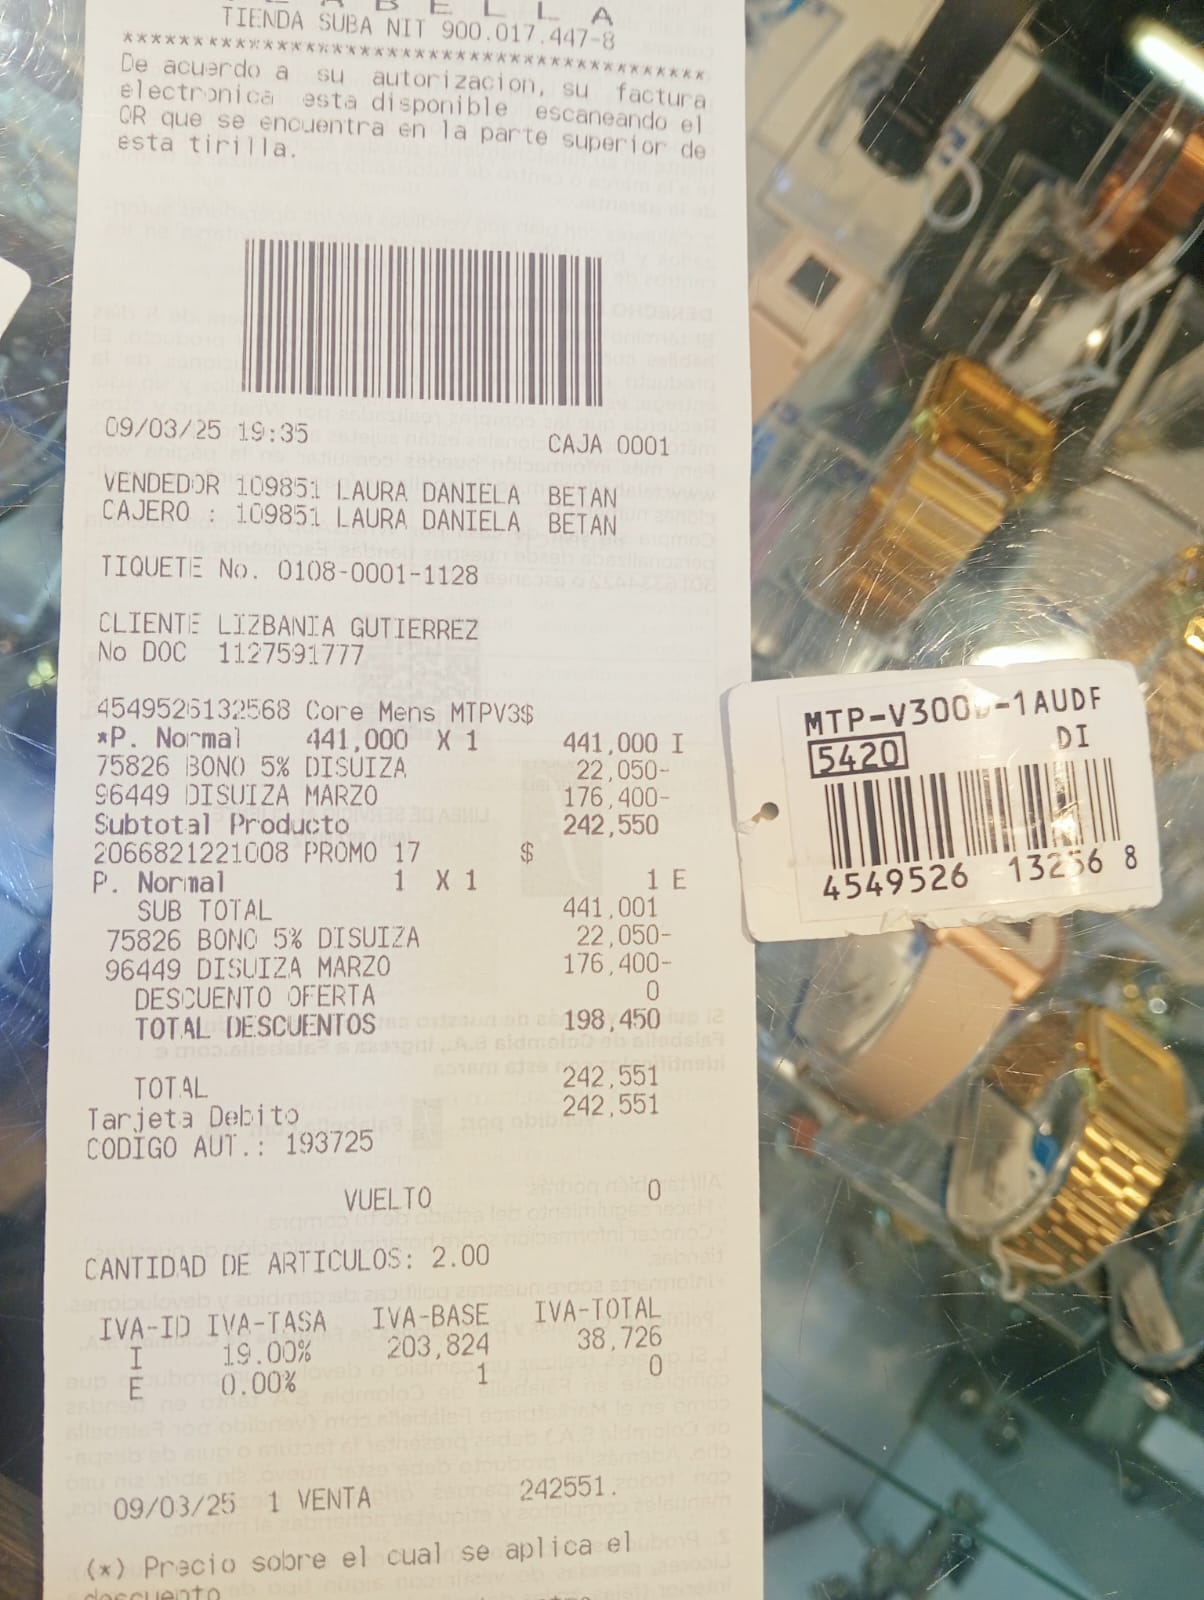 A B E L L A
TIENDA SUBA NIT 900.017.447-8
****************************************
De acuerdo a su autorizacion, su factura
electronica esta disponible escaneando el
QR que se encuentra en la parte superior de
esta tirilla.
09/03/25 19:35 CAJA 0001
VENDEDOR 109851 LAURA DANIELA BETAN
CAJERO : 109851 LAURA DANIELA BETAN
TIQUETE No. 0108-0001-1128
CLIENTE LIZBANIA GUTIERREZ
No DOC 1127591777
4549526132568 Core Mens MTPV3$
*P. Normal 441,000 X 1 441,000 I
75826 BONO 5% DISUIZA 22,050-
96449 DISUIZA MARZO 176,400-
Subtotal Producto 242,550
2066821221008 PROMO 17 $
P. Normal 1 X 1 1 E
SUB TOTAL 441,001
75826 BONO 5% DISUIZA 22,050-
96449 DISUIZA MARZO 176,400-
DESCUENTO OFERTA 0
TOTAL DESCUENTOS 198,450
TOTAL 242,551
Tarjeta Debito 242,551
CODIGO AUT.: 193725
VUELTO 0
CANTIDAD DE ARTICULOS: 2.00
IVA-ID IVA-TASA IVA-BASE IVA-TOTAL
I 19.00% 203,824 38,726
E 0.00% 1 0
09/03/25 1 VENTA 242551.
(*) Precio sobre el cual se aplica el
descuento
5420 DI
4549526 13256 8